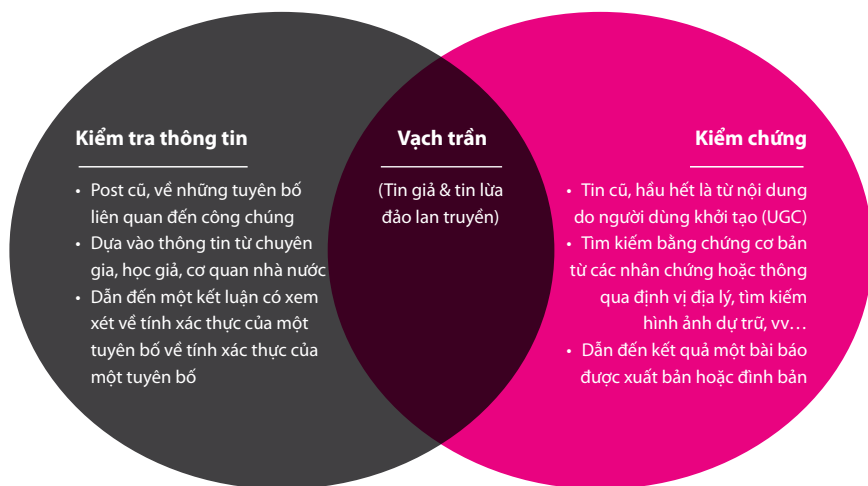 Kiểm tra thông tin
• Post cũ, về những tuyên bố
liên quan đến công chúng
• Dựa vào thông tin từ chuyên
gia, học giả, cơ quan nhà nước
• Dẫn đến một kết luận có xem
xét về tính xác thực của một
tuyên bố về tính xác thực của
một tuyên bố
Vạch trần
(Tin giả & tin lừa
đảo lan truyền)
Kiểm chứng
• Tin cũ, hầu hết là từ nội dung
do người dùng khởi tạo (UGC)
• Tìm kiếm bằng chứng cơ bản
từ các nhân chứng hoặc thông
qua định vị địa lý, tìm kiếm
hình ảnh dự trữ, vv...
• Dẫn đến kết quả một bài báo
được xuất bản hoặc đình bản